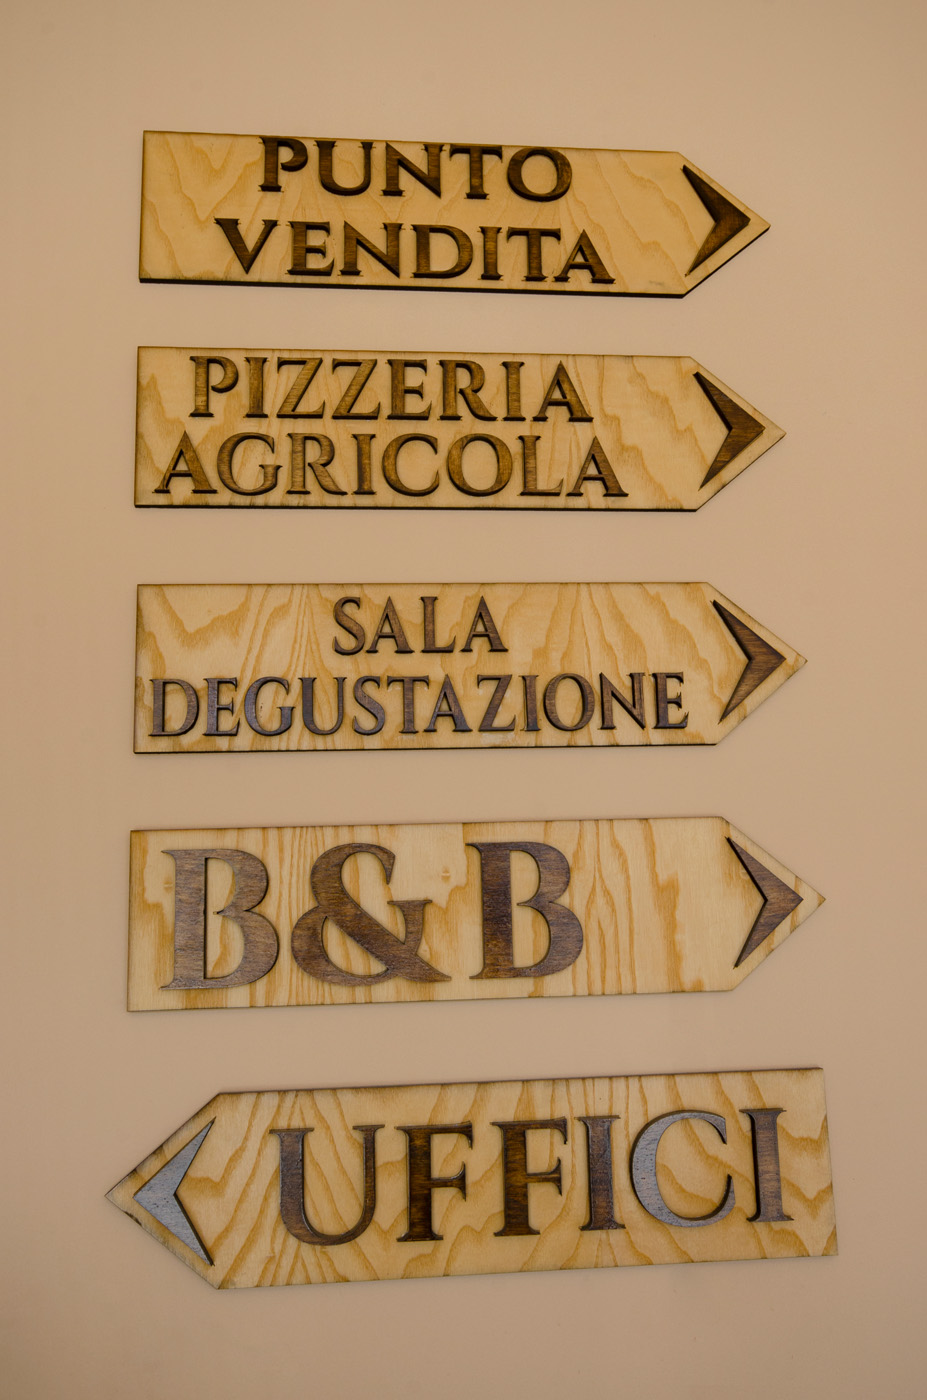 PUNTO
VENDITA
PIZZERIA
AGRICOLA
SALA
DEGUSTAZIONE
B&B
UFFICI